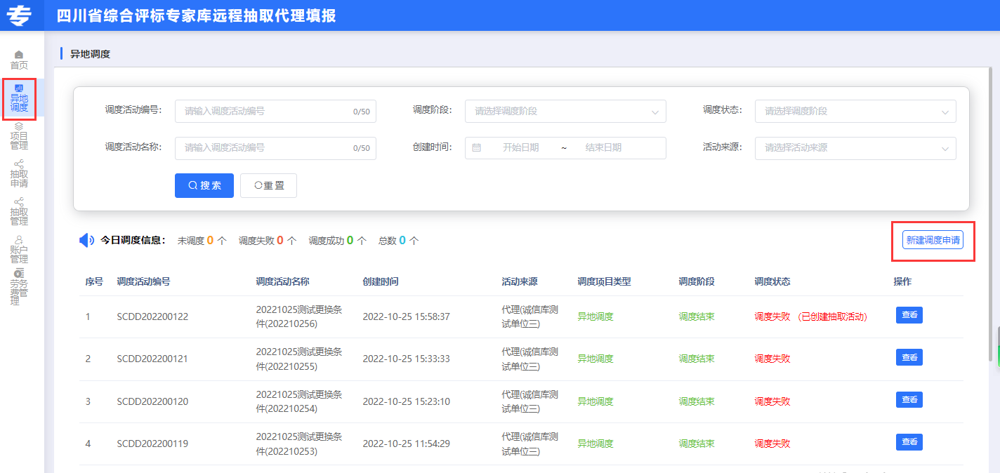 专
四川省综合评标专家库远程抽取代理填报
首页
异地
调度
项目
管理
抽取
申请
抽取
管理
账户
管理
劳务
费管
理
异地调度
调度活动编号: 请输入调度活动编号 0/50 调度阶段: 请选择调度阶段 调度状态: 请选择调度阶段
调度活动名称: 请输入调度活动编号 0/50 创建时间: 开始日期 ~ 结束日期 活动来源: 请选择活动来源
搜索 重置
今日调度信息: 未调度 0 个 调度失败 0 个 调度成功 0 个 总数 0 个 新建调度申请
序号 调度活动编号 调度活动名称 创建时间 活动来源 调度项目类型 调度阶段 调度状态 操作
1 SCDD202200122 20221025测试更换条 2022-10-25 15:58:37 代理(诚信库测 异地调度 调度结束 调度失败 (已创建抽取活动) 查看
件(202210256) 试单位三)
2 SCDD202200121 20221025测试更换条 2022-10-25 15:33:33 代理(诚信库测 异地调度 调度结束 调度失败 查看
件(202210255) 试单位三)
3 SCDD202200120 20221025测试更换条 2022-10-25 15:23:10 代理(诚信库测 异地调度 调度结束 调度失败 查看
件(202210254) 试单位三)
4 SCDD202200119 20221025测试更换条 2022-10-25 11:54:29 代理(诚信库测 异地调度 调度结束 调度失败 查看
件(202210253) 试单位三)